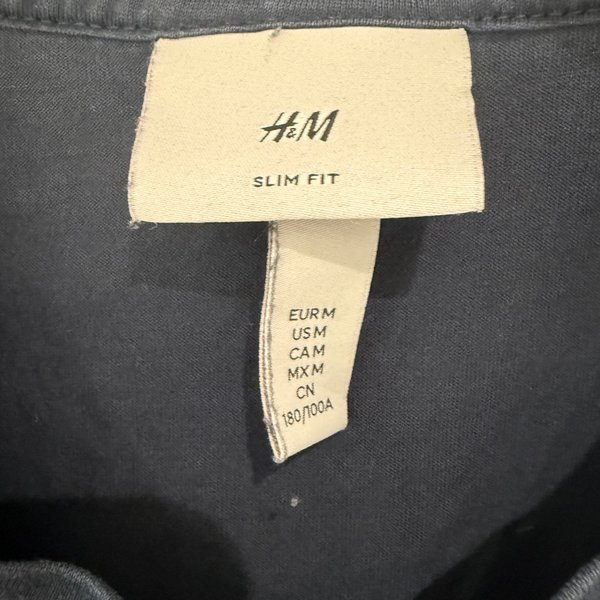 H&M
SLIM FIT
EUR M
US M
CA M
MX M
CN
180/100A